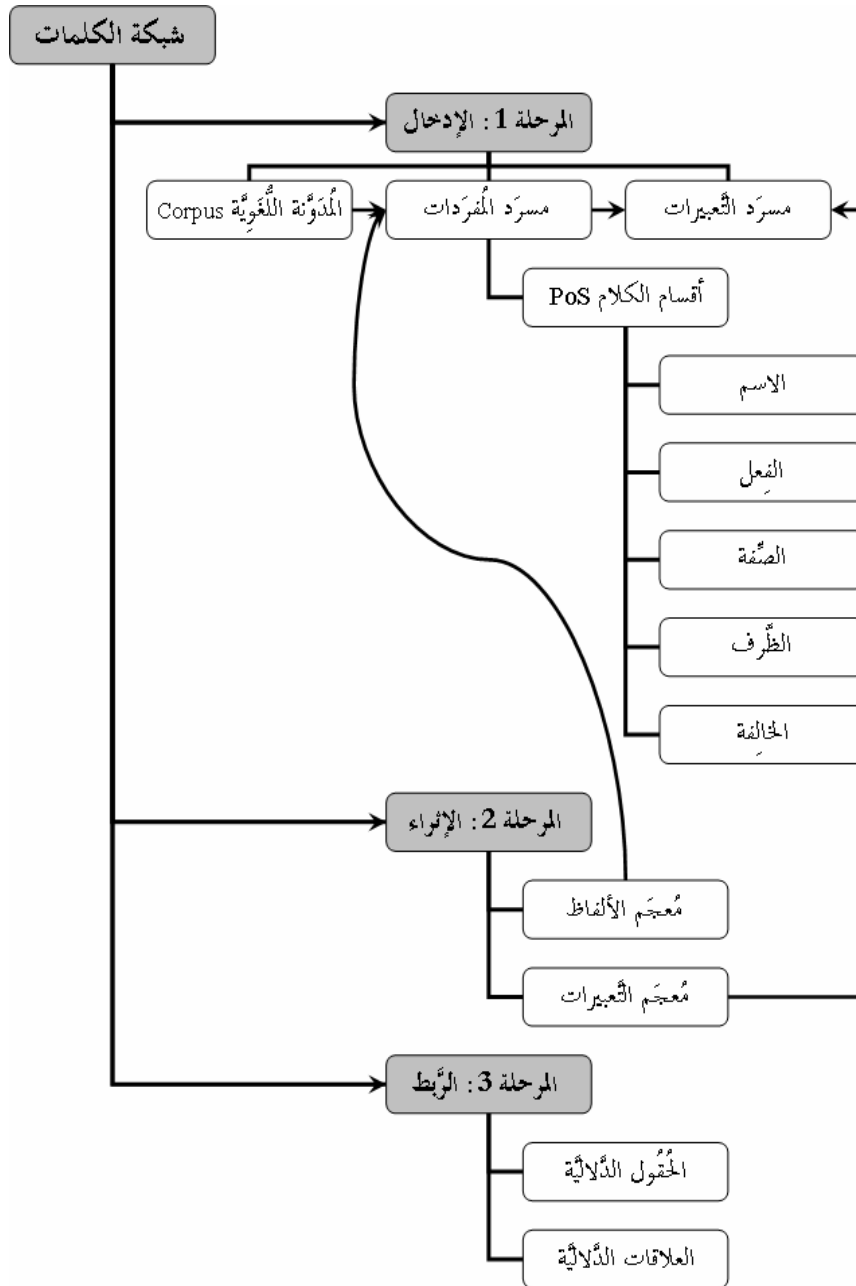 شبكة الكلمات
المرحلة 1: الإدخال
مسرَد التَّعبيرات
مسرَد المُفرَدات
المُدَوَّنة اللُّغَوِيَّة Corpus
أقسام الكلام PoS
الاسم
الفِعل
الصِّفة
الظَّرف
الخالِفة
المرحلة 2: الإثراء
مُعجَم الألفاظ
مُعجَم التَّعبيرات
المرحلة 3: الرَّبط
الحُقُول الدَّلاليَّة
العلاقات الدَّلاليَّة